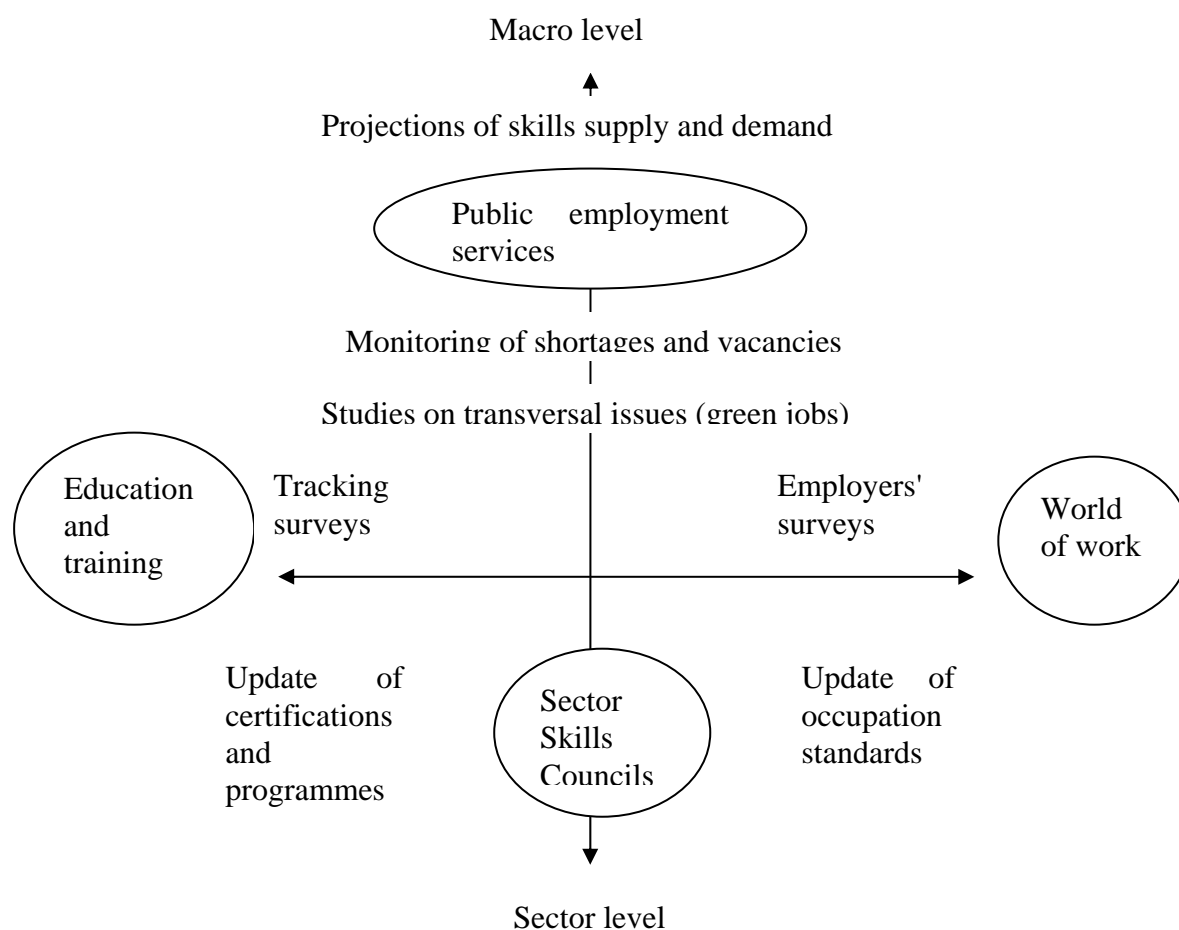 Macro level
Projections of skills supply and demand
Public employment
services
Monitoring of shortages and vacancies
Studies on transversal issues (green jobs)
Education
and
training
Tracking
surveys
Employers'
surveys
World
of work
Update of
certifications
and
programmes
Sector
Skills
Councils
Update of
occupation
standards
Sector level